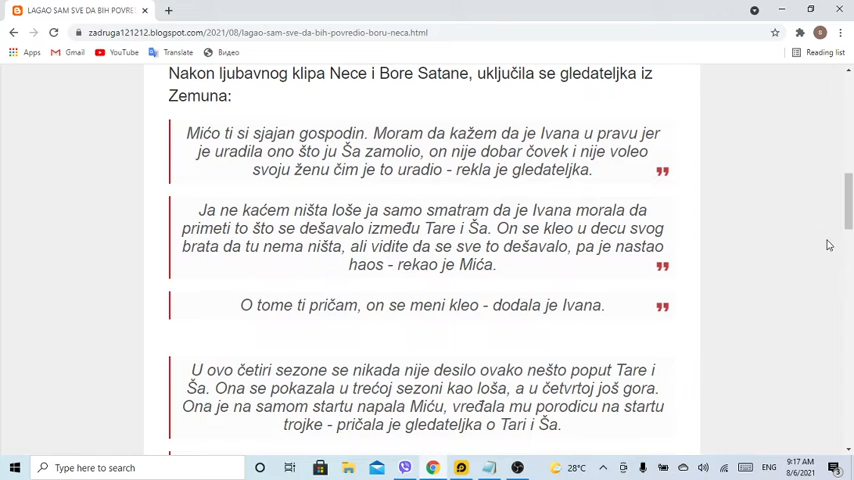 LAGAO SAM SVE DA BIH POVRE
zadruga121212.blogspot.com/2021/08/lagao-sam-sve-da-bih-povredio-boru-neca.html
Apps Gmail YouTube Translate Видео Reading list
Nakon ljubavnog klipa Nece i Bore Satane, uključila se gledateljka iz
Zemuna:
Mićo ti si sjajan gospodin. Moram da kažem da je Ivana u pravu jer
je uradila ono što ju Ša zamolio, on nije dobar čovek i nije voleo
svoju ženu čim je to uradio - rekla je gledateljka.
Ja ne kaćem ništa loše ja samo smatram da je Ivana morala da
primeti to što se dešavalo između Tare i Ša. On se kleo u decu svog
brata da tu nema ništa, ali vidite da se sve to dešavalo, pa je nastao
haos - rekao je Mića.
O tome ti pričam, on se meni kleo - dodala je Ivana.
U ovo četiri sezone se nikada nije desilo ovako nešto poput Tare i
Ša. Ona se pokazala u trećoj sezoni kao loša, a u četvrtoj još gora.
Ona je na samom startu napala Miću, vređala mu porodicu na startu
trojke - pričala je gledateljka o Tari i Ša.
Type here to search
28°C
ENG
9:17 AM
8/6/2021
3